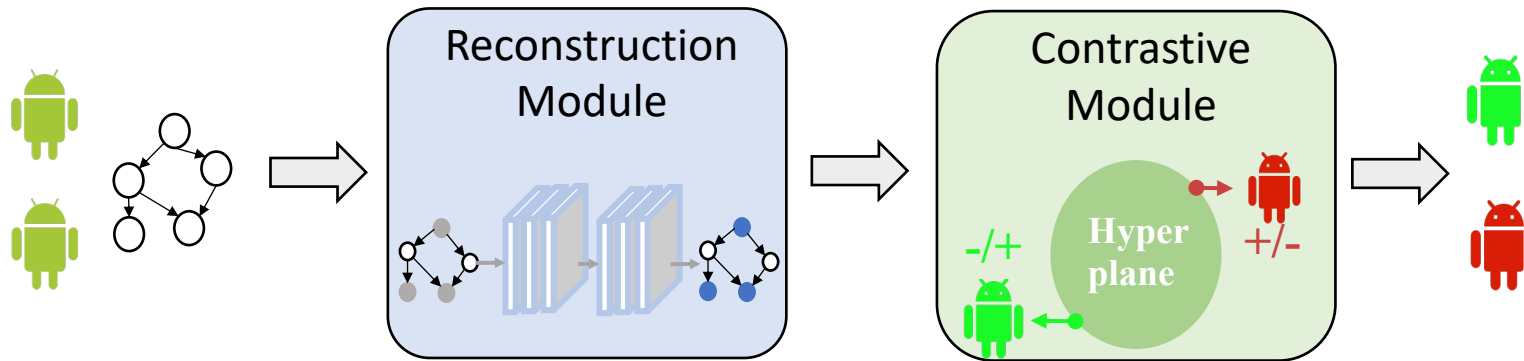 Reconstruction
Module
Contrastive
Module
Hyper
plane
-/+
+/-